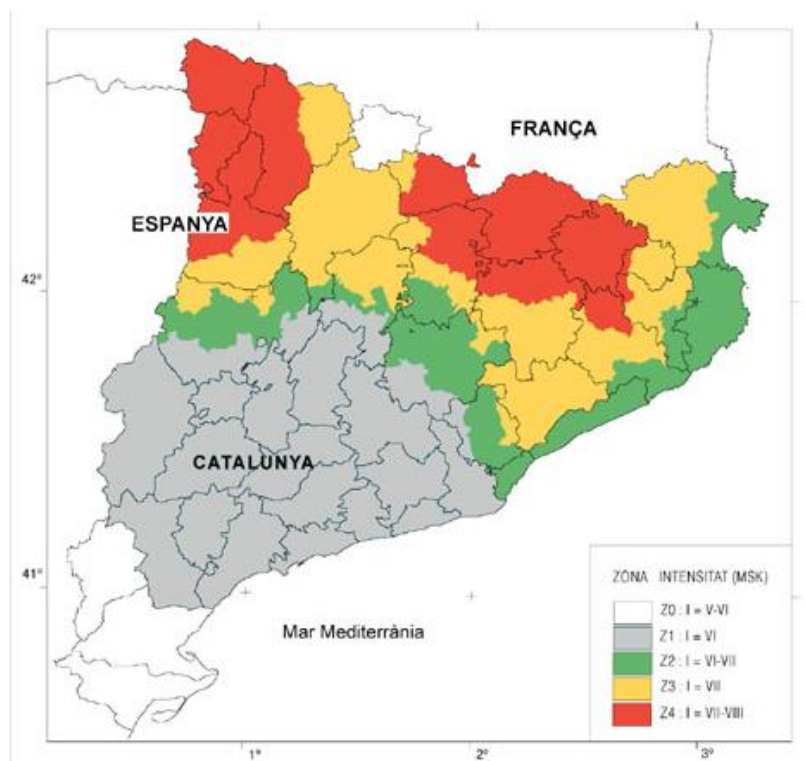 FRANÇA
ESPANYA
42°
CATALUNYA
41°
Mar Mediterrània
ZONA INTENSITAT (MSK)
Z0 : I = V-VI
Z1 : I = VI
Z2 : I = VI-VII
Z3 : I = VII
Z4 : I = VII-VIII
1° 2° 3°